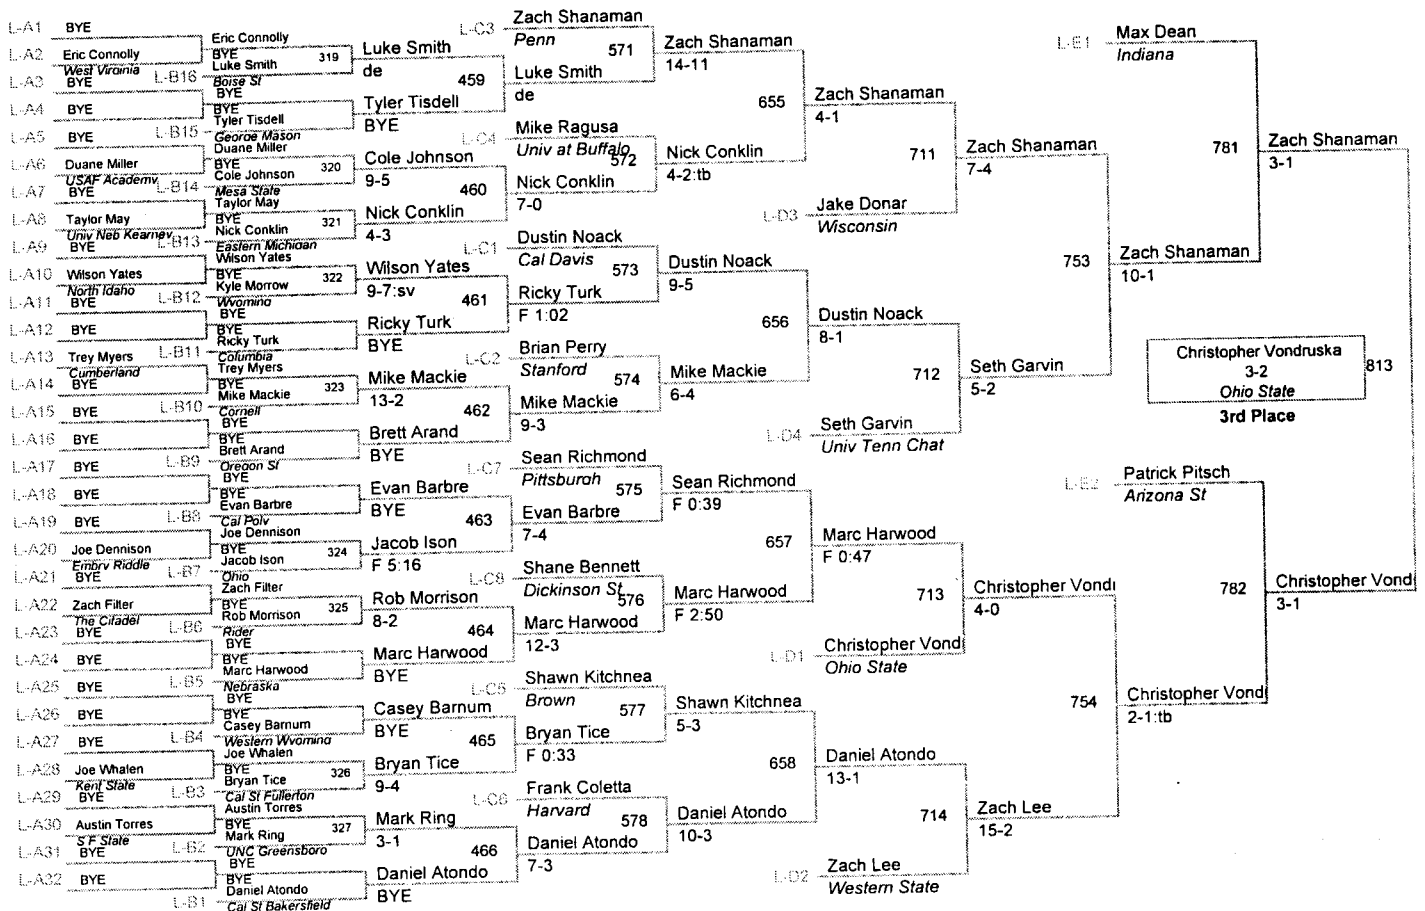 L-A1 BYE
L-A2 Eric Connolly
West Virginia
L-A3 BYE
L-A4 BYE
L-A5 BYE
L-A6 Duane Miller
USAF Academy
L-A7 BYE
L-A8 Taylor May
Univ Neb Kearney
L-A9 BYE
L-A10 Wilson Yates
North Idaho
L-A11 BYE
L-A12 BYE
L-A13 Trey Myers
Cumberland
L-A14 BYE
L-A15 BYE
L-A16 BYE
L-A17 BYE
L-A18 BYE
L-A19 BYE
L-A20 Joe Dennison
Embry Riddle
L-A21 BYE
L-A22 Zach Filter
The Citadel
L-A23 BYE
L-A24 BYE
L-A25 BYE
L-A26 BYE
L-A27 BYE
L-A28 Joe Whalen
Kent State
L-A29 BYE
L-A30 Austin Torres
S F State
L-A31 BYE
L-A32 BYE
Eric Connolly
BYE
Luke Smith 319
L-B16 Boise St
BYE
BYE
Tyler Tisdell
L-B15 George Mason
Duane Miller
BYE
Cole Johnson 320
L-B14 Mesa State
Taylor May
BYE
Nick Conklin 321
L-B13 Eastern Michigan
Wilson Yates
BYE
Kyle Morrow 322
L-B12 Wyoming
BYE
BYE
Ricky Turk
L-B11 Columbia
Trey Myers
BYE
Mike Mackie 323
L-B10 Cornell
BYE
BYE
Brett Arand
L-B9 Oregon St
BYE
BYE
Evan Barbre
L-B8 Cal Poly
Joe Dennison
BYE
Jacob Ison 324
L-B7 Ohio
Zach Filter
BYE
Rob Morrison 325
L-B6 Rider
BYE
BYE
Marc Harwood
L-B5 Nebraska
BYE
BYE
Casey Barnum
L-B4 Western Wyoming
Joe Whalen
BYE
Bryan Tice 326
L-B3 Cal St Fullerton
Austin Torres
BYE
Mark Ring 327
L-B2 UNC Greensboro
BYE
BYE
Daniel Atondo
L-B1 Cal St Bakersfield
Luke Smith
de
459
Tyler Tisdell
BYE
Cole Johnson
9-5
460
Nick Conklin
4-3
Wilson Yates
9-7:sv
461
Ricky Turk
BYE
Mike Mackie
13-2
462
Brett Arand
BYE
Evan Barbre
BYE
463
Jacob Ison
F 5:16
Rob Morrison
8-2
464
Marc Harwood
BYE
Casey Barnum
BYE
465
Bryan Tice
9-4
Mark Ring
3-1
466
Daniel Atondo
BYE
L-C3 Zach Shanaman
Penn
571
Luke Smith
de
L-C4 Mike Ragusa
Univ at Buffalo
572
Nick Conklin
7-0
L-C1 Dustin Noack
Cal Davis
573
Ricky Turk
F 1:02
L-C2 Brian Perry
Stanford
574
Mike Mackie
9-3
L-C7 Sean Richmond
Pittsburgh
575
Evan Barbre
7-4
L-C8 Shane Bennett
Dickinson St
576
Marc Harwood
12-3
L-C5 Shawn Kitchnea
Brown
577
Bryan Tice
F 0:33
L-C6 Frank Coletta
Harvard
578
Daniel Atondo
7-3
Zach Shanaman
14-11
655
Nick Conklin
4-2:tb
Dustin Noack
9-5
656
Mike Mackie
6-4
Sean Richmond
F 0:39
657
Marc Harwood
F 2:50
Shawn Kitchnea
5-3
658
Daniel Atondo
10-3
Zach Shanaman
4-1
711
L-D3 Jake Donar
Wisconsin
Dustin Noack
8-1
712
L-D4 Seth Garvin
Univ Tenn Chat
Marc Harwood
F 0:47
713
L-D1 Christopher Vond
Ohio State
Daniel Atondo
13-1
714
L-D2 Zach Lee
Western State
Zach Shanaman
7-4
753
Seth Garvin
5-2
Christopher Vond
4-0
754
Zach Lee
15-2
L-E1 Max Dean
Indiana
781
Zach Shanaman
10-1
L-E2 Patrick Pitsch
Arizona St
782
Christopher Vond
2-1:tb
Zach Shanaman
3-1
Christopher Vondruska
3-2
813
Ohio State
3rd Place
Christopher Vond
3-1